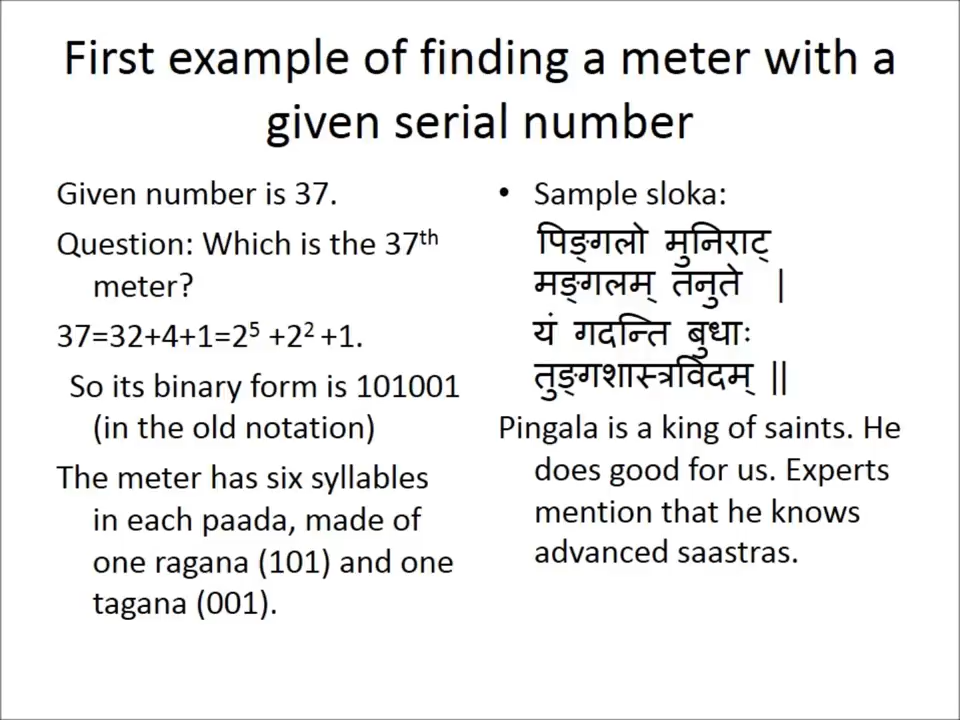 First example of finding a meter with a
given serial number
Given number is 37.
Question: Which is the 37th
meter?
37=32+4+1=2⁵ +2² +1.
So its binary form is 101001
(in the old notation)
The meter has six syllables
in each paada, made of
one ragana (101) and one
tagana (001).
• Sample sloka:
पिङ्गलो मुनिराट्
मङ्गलम् तनुते |
यं गदन्ति बुधाः
तुङ्गशास्त्रविदम् ||
Pingala is a king of saints. He
does good for us. Experts
mention that he knows
advanced saastras.